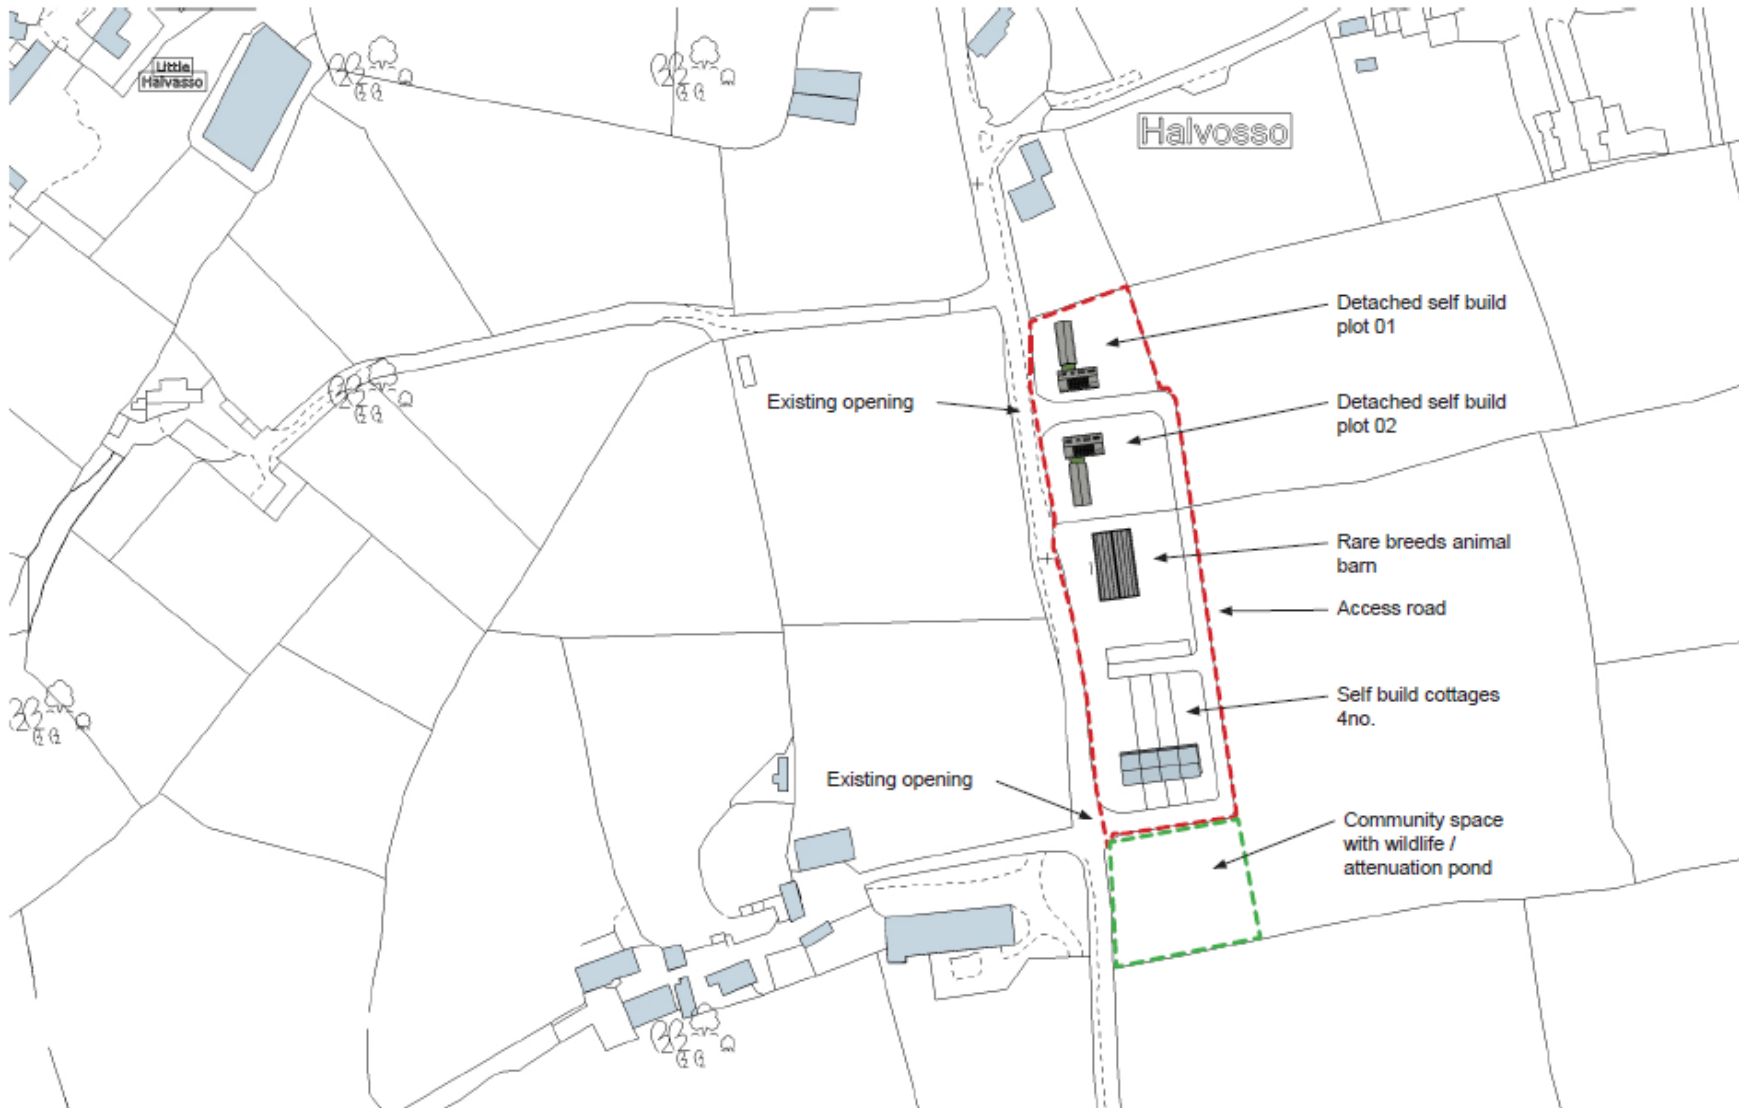 Little
Halvasso
Halvosso
Detached self build
plot 01
Existing opening
Detached self build
plot 02
Rare breeds animal
barn
Access road
Self build cottages
4no.
Existing opening
Community space
with wildlife /
attenuation pond